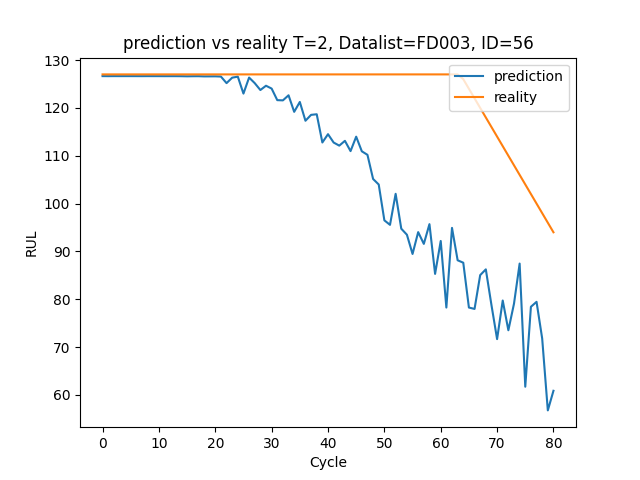 prediction vs reality T=2, Datalist=FD003, ID=56
130
120
110
100
90
80
70
60
RUL
0 10 20 30 40 50 60 70 80
Cycle
prediction
reality